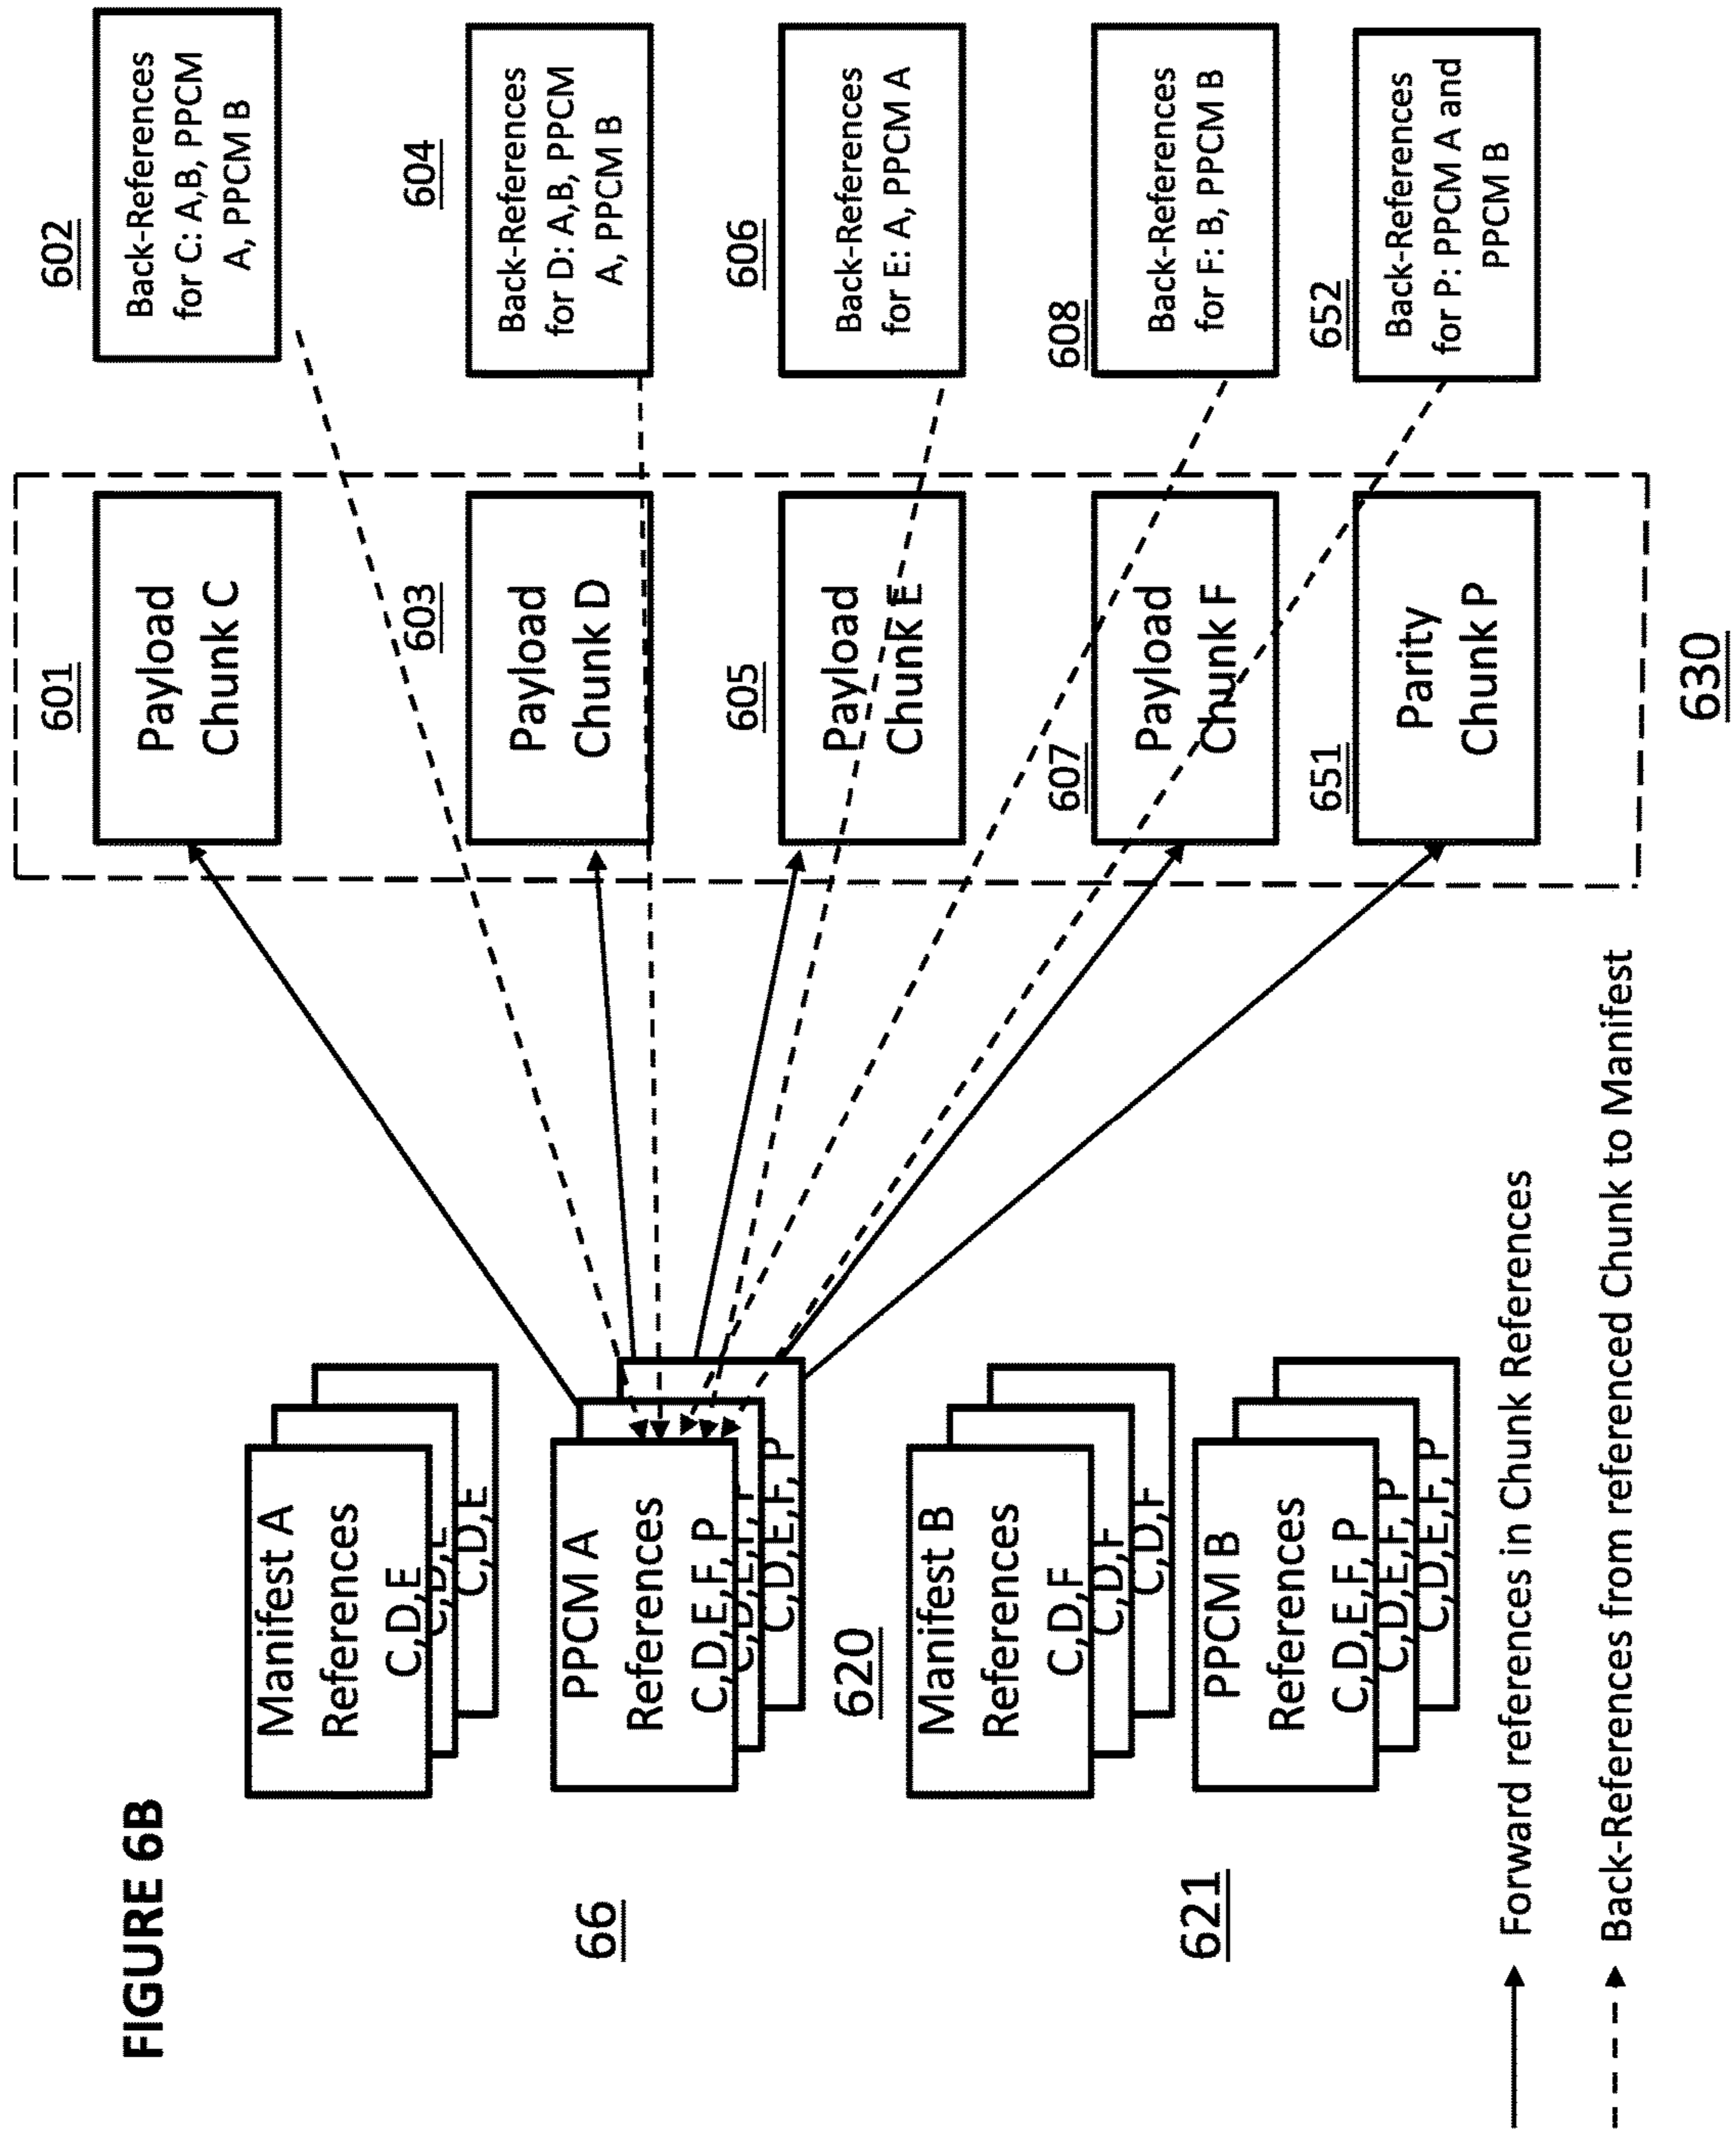 FIGURE 6B
Manifest A
References
C,D,E
C,D,E
C,D,E
66
PPCM A
References
C,D,E,F,P
C,D,E,F,P
C,D,E,F,P
620
Manifest B
References
C,D,F
C,D,F
C,D,F
621
PPCM B
References
C,D,E,F,P
C,D,E,F,P
C,D,E,F,P
601
Payload
Chunk C
603
Payload
Chunk D
605
Payload
Chunk E
607
Payload
Chunk F
651
Parity
Chunk P
630
602
Back-References
for C: A,B, PPCM
A, PPCM B
604
Back-References
for D: A,B, PPCM
A, PPCM B
606
Back-References
for E: A, PPCM A
608
Back-References
for F: B, PPCM B
652
Back-References
for P: PPCM A and
PPCM B
Forward references in Chunk References
Back-References from referenced Chunk to Manifest